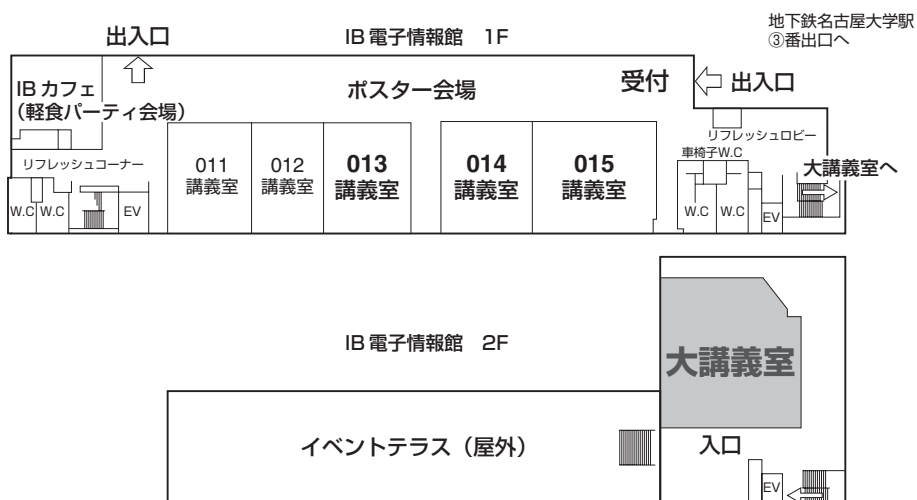 地下鉄名古屋大学駅
③番出口へ
出入口
IB 電子情報館　1F
IB カフェ
（軽食パーティ会場）
ポスター会場
受付
出入口
リフレッシュロビー
リフレッシュコーナー
車椅子W.C
大講義室へ
011
講義室
012
講義室
013
講義室
014
講義室
015
講義室
W.C
W.C
EV
W.C
W.C
EV
IB 電子情報館　2F
大講義室
イベントテラス（屋外）
入口
EV